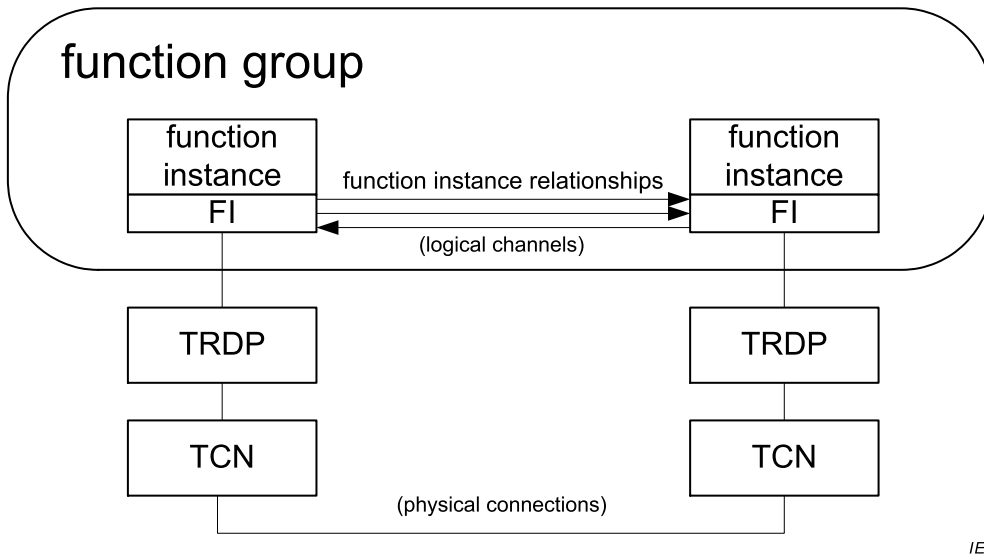 function group
function
instance
FI
function instance relationships
(logical channels)
function
instance
FI
TRDP
TRDP
TCN
TCN
(physical connections)